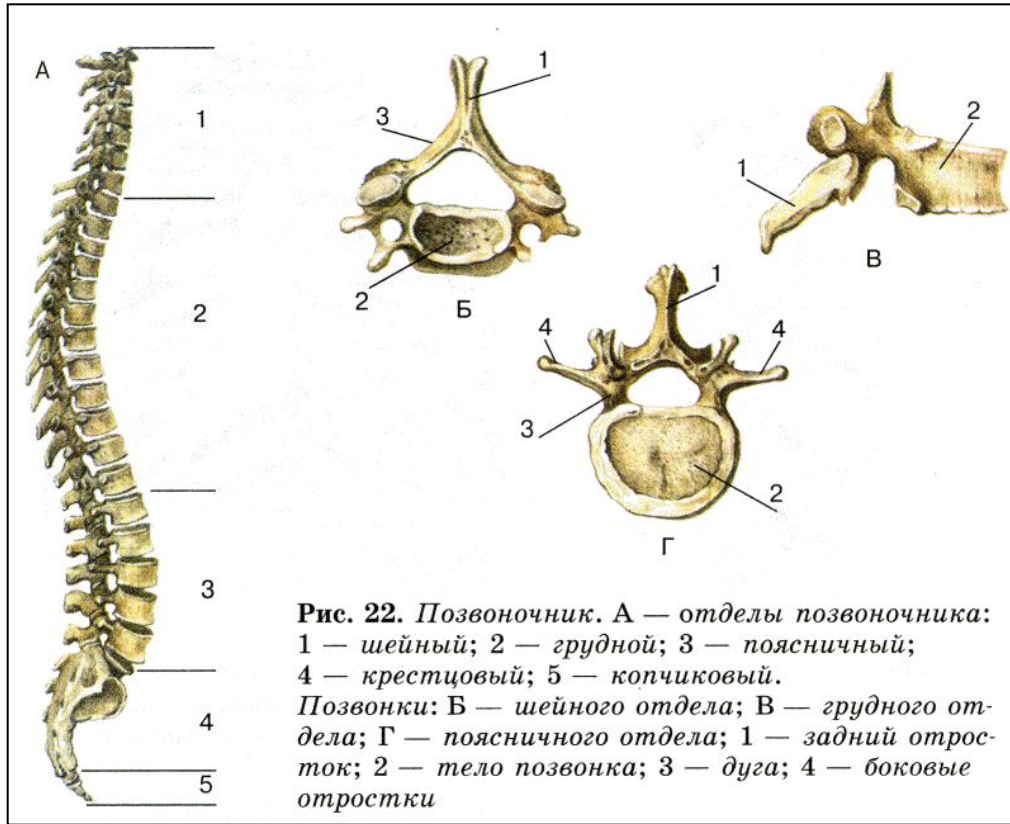 А
1
2
3
4
5
1
3
2
Б
1
2
В
1
4
4
3
2
Г
Рис. 22. Позвоночник. А — отделы позвоночника:
1 — шейный; 2 — грудной; 3 — поясничный;
4 — крестцовый; 5 — копчиковый.
Позвонки: Б — шейного отдела; В — грудного от-
дела; Г — поясничного отдела; 1 — задний отрос-
ток; 2 — тело позвонка; 3 — дуга; 4 — боковые
отростки